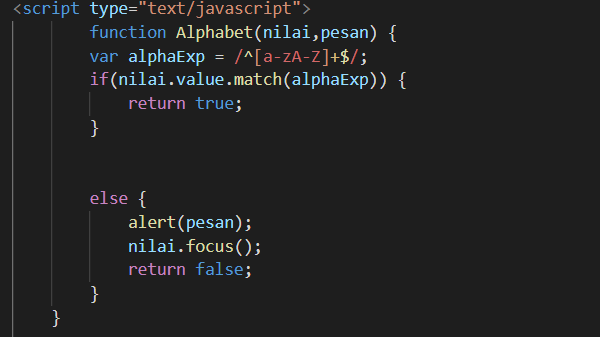 <script type="text/javascript">
function Alphabet(nilai,pesan) {
var alphaExp = /^[a-zA-Z]+$/;
if(nilai.value.match(alphaExp)) {
return true;
}
else {
alert(pesan);
nilai.focus();
return false;
}
}